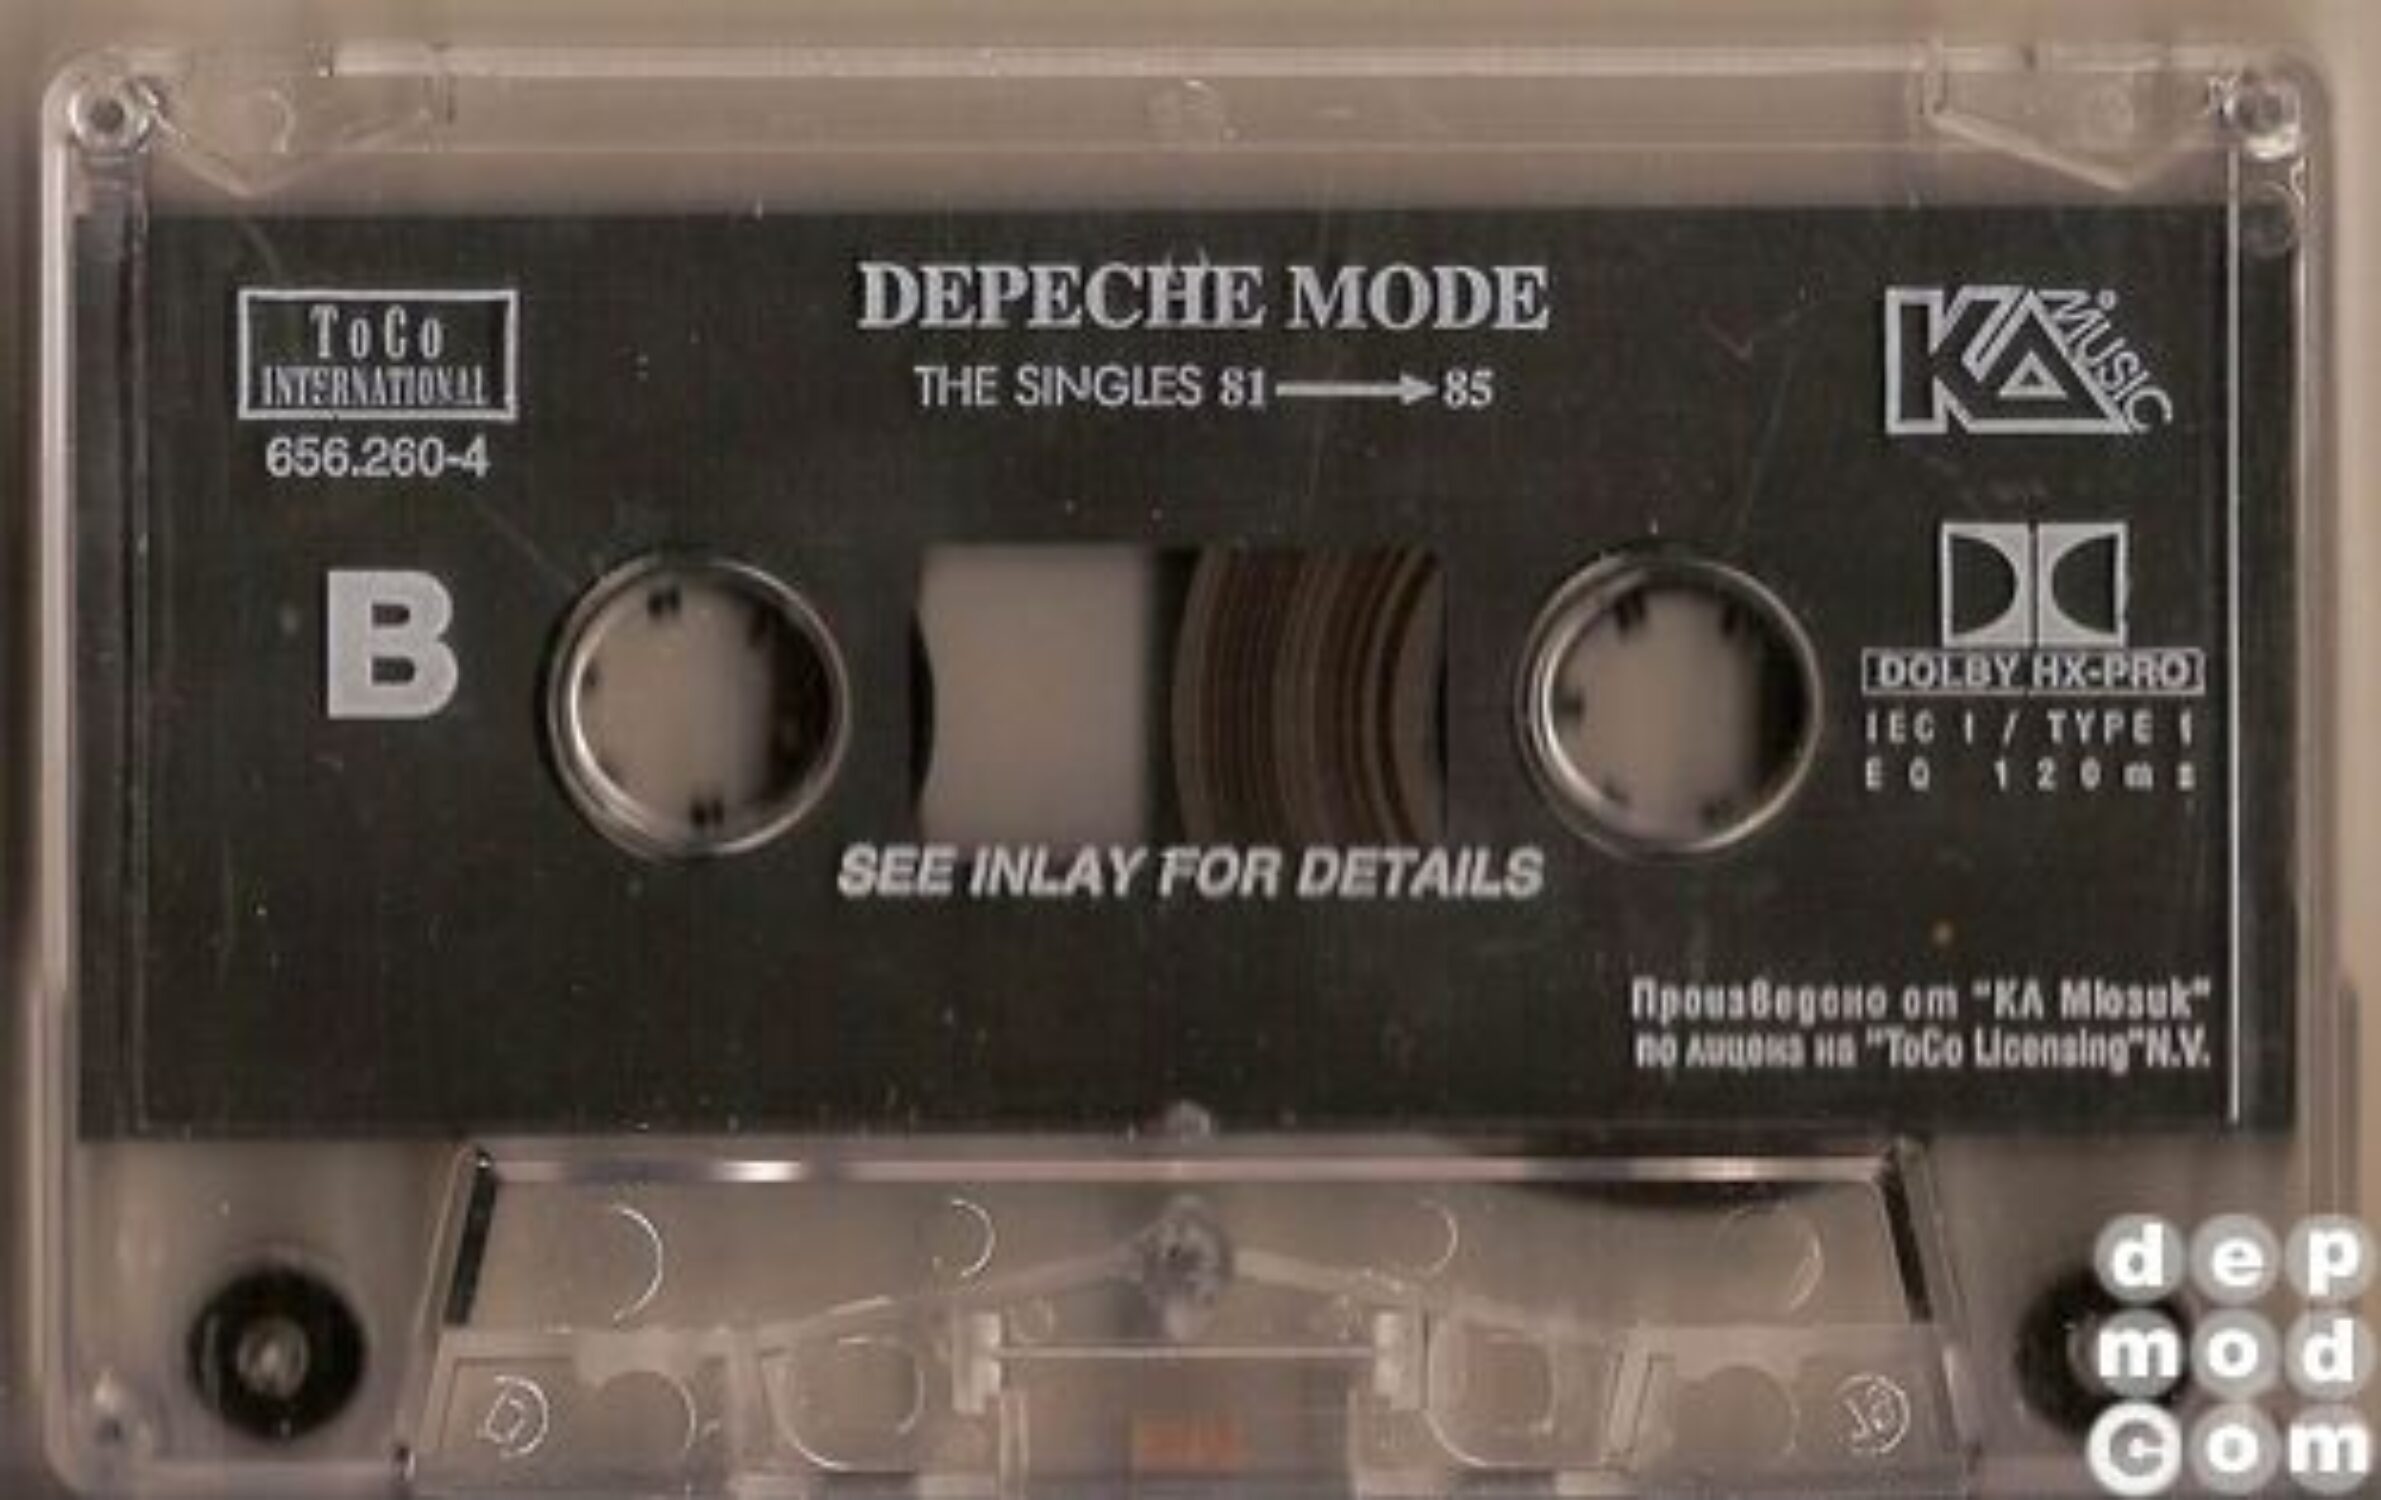 DEPECHE MODE
THE SINGLES 81→85
ToCo
INTERNATIONAL
656.260-4
KA MUSIC
B
DOLBY HX-PRO
IEC I / TYPE I
EQ 120ms
SEE INLAY FOR DETAILS
Произведено от "КА Мюзик"
по лиценз на "ToCo Licensing"N.V.
dep
mod
com